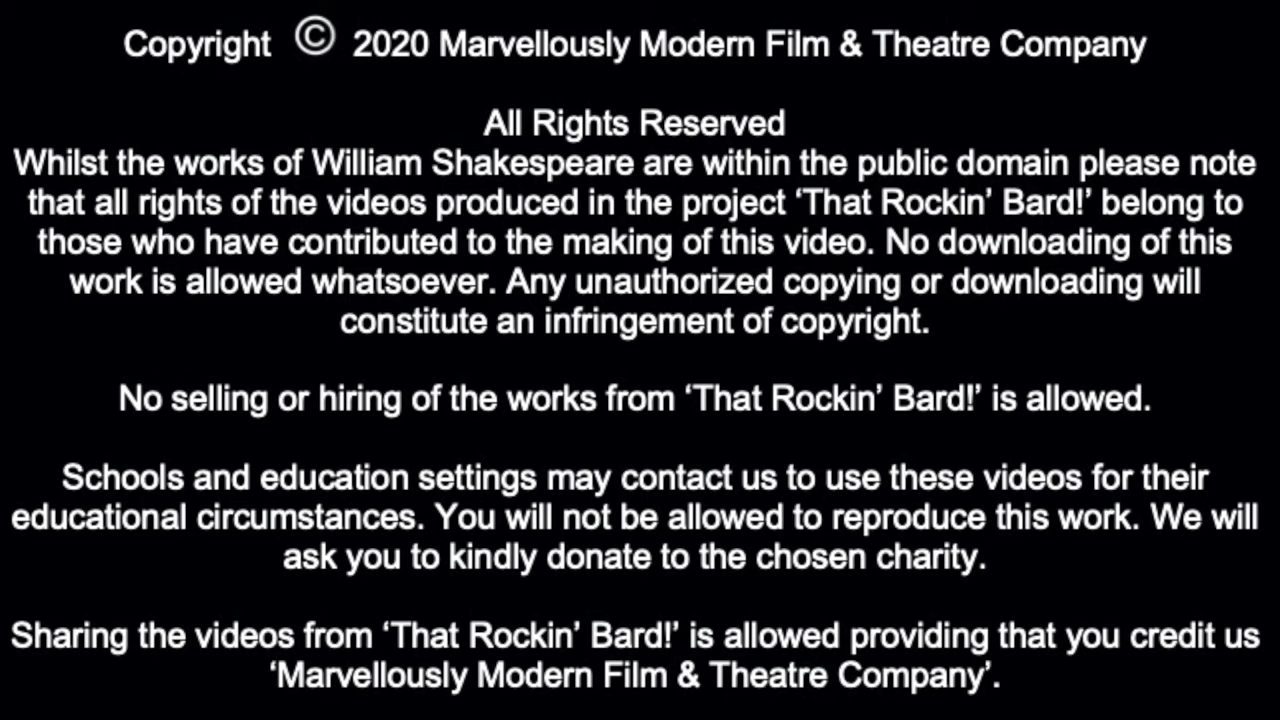 Copyright © 2020 Marvellously Modern Film & Theatre Company
All Rights Reserved
Whilst the works of William Shakespeare are within the public domain please note
that all rights of the videos produced in the project ‘That Rockin’ Bard!’ belong to
those who have contributed to the making of this video. No downloading of this
work is allowed whatsoever. Any unauthorized copying or downloading will
constitute an infringement of copyright.
No selling or hiring of the works from ‘That Rockin’ Bard!’ is allowed.
Schools and education settings may contact us to use these videos for their
educational circumstances. You will not be allowed to reproduce this work. We will
ask you to kindly donate to the chosen charity.
Sharing the videos from ‘That Rockin’ Bard!’ is allowed providing that you credit us
‘Marvellously Modern Film & Theatre Company’.